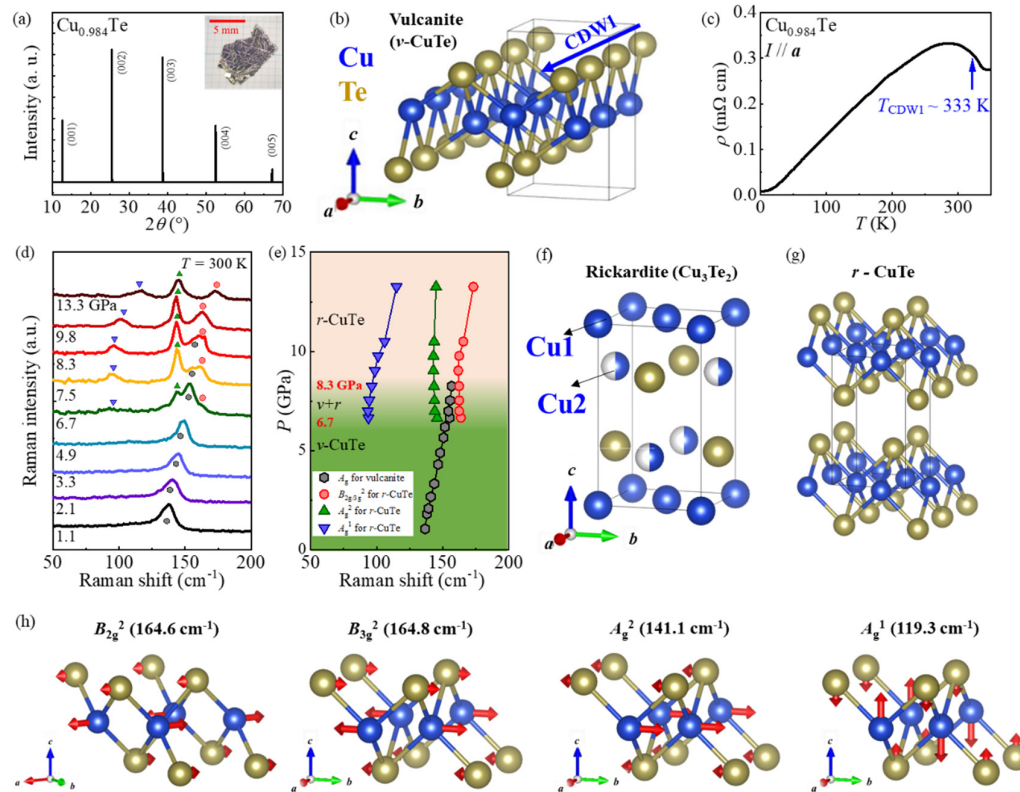 (a)
Cu0.984Te
5 mm
(001)
(002)
(003)
(004)
(005)
Intensity (a. u.)
10 20 30 40 50 60 70
2θ (°)
(b)
Vulcanite
(v-CuTe)
CDW1
Cu
Te
c
a
b
(c)
Cu0.984Te
I // a
TCDW1 ~ 333 K
ρ (mΩ cm)
0.4
0.3
0.2
0.1
0.0
0 100 200 300
T (K)
(d)
T = 300 K
13.3 GPa
9.8
8.3
7.5
6.7
4.9
3.3
2.1
1.1
Raman intensity (a.u.)
50 100 150 200
Raman shift (cm-1)
(e)
15
10
5
0
P (GPa)
r-CuTe
8.3 GPa
v+r
6.7
v-CuTe
Ag for vulcanite
B2g/3g2 for r-CuTe
Ag2 for r-CuTe
Ag1 for r-CuTe
50 100 150 200
Raman shift (cm-1)
(f)
Rickardite (Cu3Te2)
Cu1
Cu2
c
a
b
(g)
r - CuTe
(h)
B2g2 (164.6 cm-1)
B3g2 (164.8 cm-1)
Ag2 (141.1 cm-1)
Ag1 (119.3 cm-1)
c
a
b
c
a
b
c
a
b
c
a
b